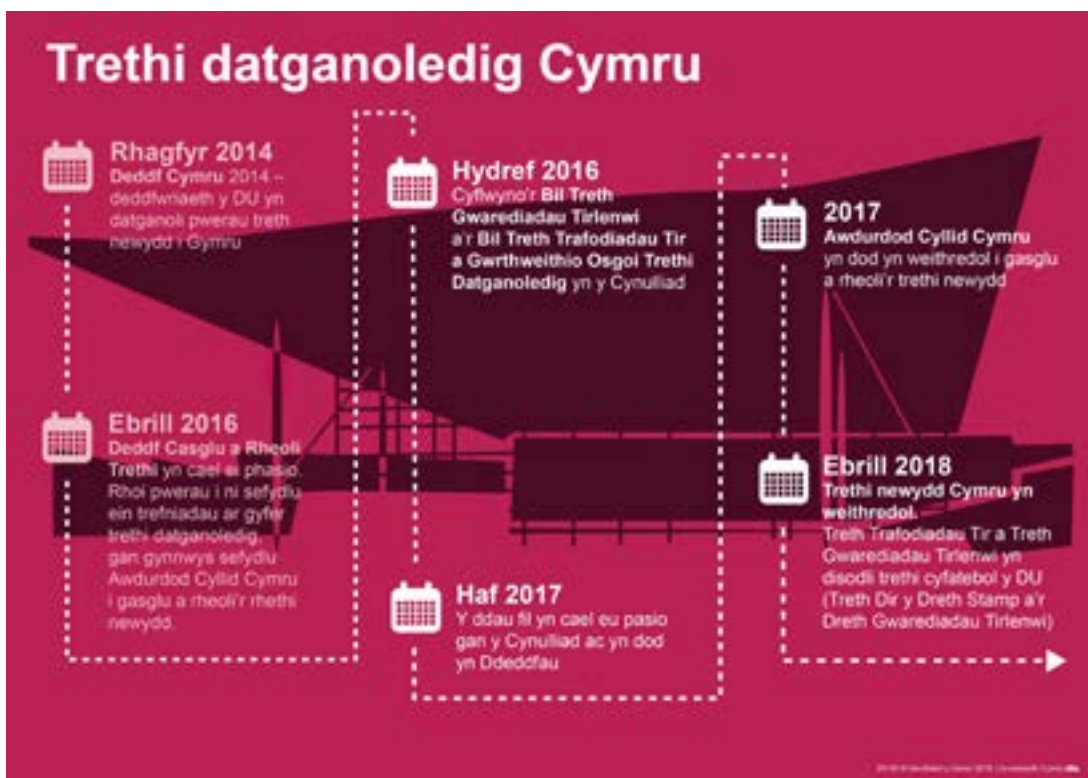 Trethi datganoledig Cymru
Rhagfyr 2014
Deddf Cymru 2014 –
deddfwriaeth y DU yn
datganoli pwerau treth
newydd i Gymru
Ebrill 2016
Deddf Casglu a Rheoli
Trethi yn cael ei phasio.
Rhoi pwerau i ni sefydlu
ein trefniadau ar gyfer
trethi datganoledig,
gan gynnwys sefydlu
Awdurdod Cyllid Cymru
i gasglu a rheoli'r rhethi
newydd.
Hydref 2016
Cyflwyno'r Bil Treth
Gwarediadau Tirlenwi
a'r Bil Treth Trafodiadau Tir
a Gwrthweithio Osgoi Trethi
Datganoledig yn y Cynulliad
Haf 2017
Y ddau fil yn cael eu pasio
gan y Cynulliad ac yn dod
yn Ddeddfau
2017
Awdurdod Cyllid Cymru
yn dod yn weithredol i gasglu
a rheoli'r trethi newydd
Ebrill 2018
Trethi newydd Cymru yn
weithredol.
Treth Trafodiadau Tir a Treth
Gwarediadau Tirlenwi yn
disodli trethi cyfatebol y DU
(Treth Dir y Dreth Stamp a'r
Dreth Gwarediadau Tirlenwi)